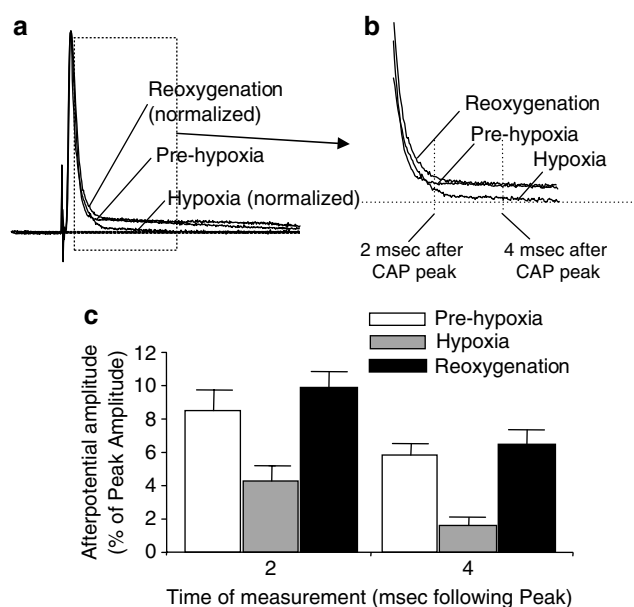 a
Reoxygenation
(normalized)
Pre-hypoxia
Hypoxia (normalized)
b
Reoxygenation
Pre-hypoxia
Hypoxia
2 msec after
CAP peak
4 msec after
CAP peak
c
Pre-hypoxia
Hypoxia
Reoxygenation
Afterpotential amplitude
(% of Peak Amplitude)
12
10
8
6
4
2
0
2
4
Time of measurement (msec following Peak)